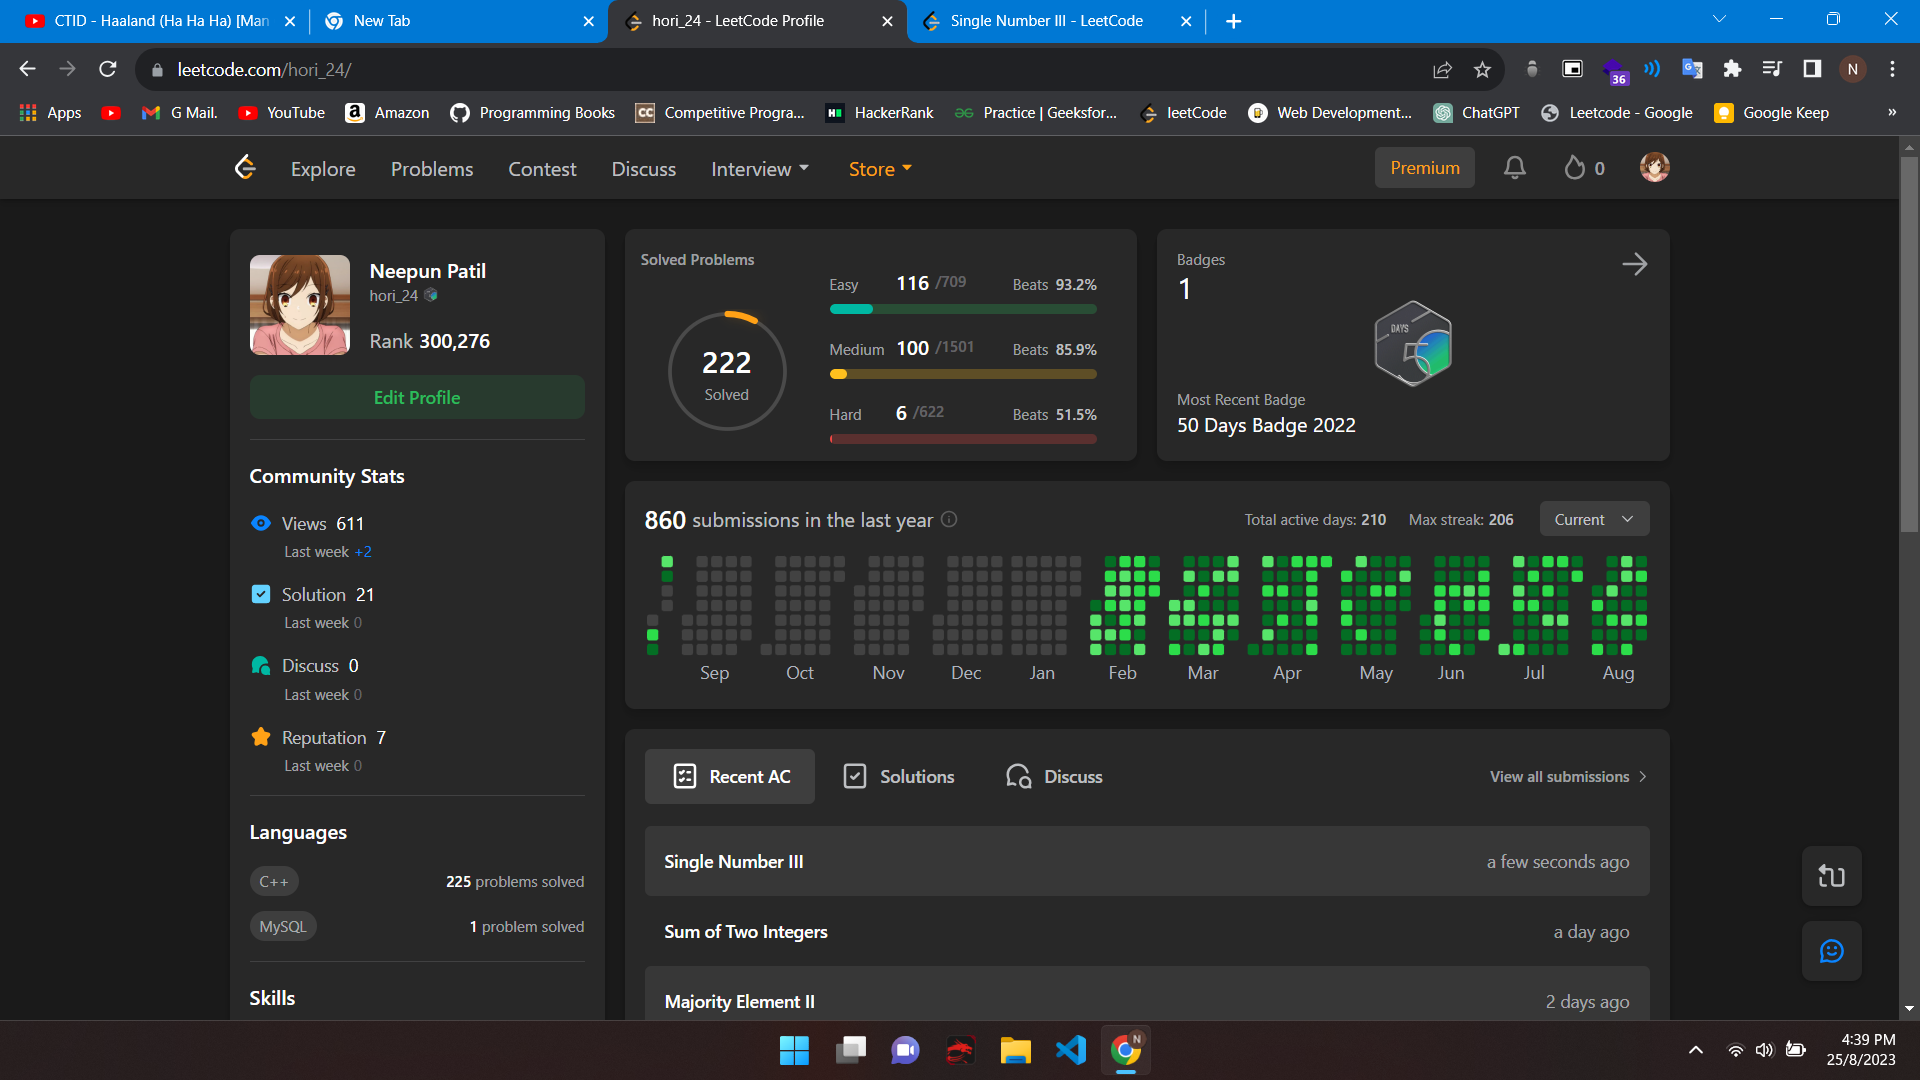 CTID - Haaland (Ha Ha Ha) [Man
New Tab
hori_24 - LeetCode Profile
Single Number III - LeetCode
leetcode.com/hori_24/
36
N
Apps
G Mail.
YouTube
Amazon
Programming Books
Competitive Progra...
HackerRank
Practice | Geeksfor...
leetCode
Web Development...
ChatGPT
Leetcode - Google
Google Keep
»
Explore
Problems
Contest
Discuss
Interview
Store
Premium
0
Neepun Patil
hori_24
Rank 300,276
Edit Profile
Community Stats
Views 611
Last week +2
Solution 21
Last week 0
Discuss 0
Last week 0
Reputation 7
Last week 0
Languages
C++
225 problems solved
MySQL
1 problem solved
Skills
Solved Problems
222
Solved
Easy 116 /709 Beats 93.2%
Medium 100 /1501 Beats 85.9%
Hard 6 /622 Beats 51.5%
Badges
1
DAYS
50
Most Recent Badge
50 Days Badge 2022
860 submissions in the last year
Total active days: 210
Max streak: 206
Current
Sep Oct Nov Dec Jan Feb Mar Apr May Jun Jul Aug
Recent AC
Solutions
Discuss
View all submissions
Single Number III
a few seconds ago
Sum of Two Integers
a day ago
Majority Element II
2 days ago
N
4:39 PM
25/8/2023